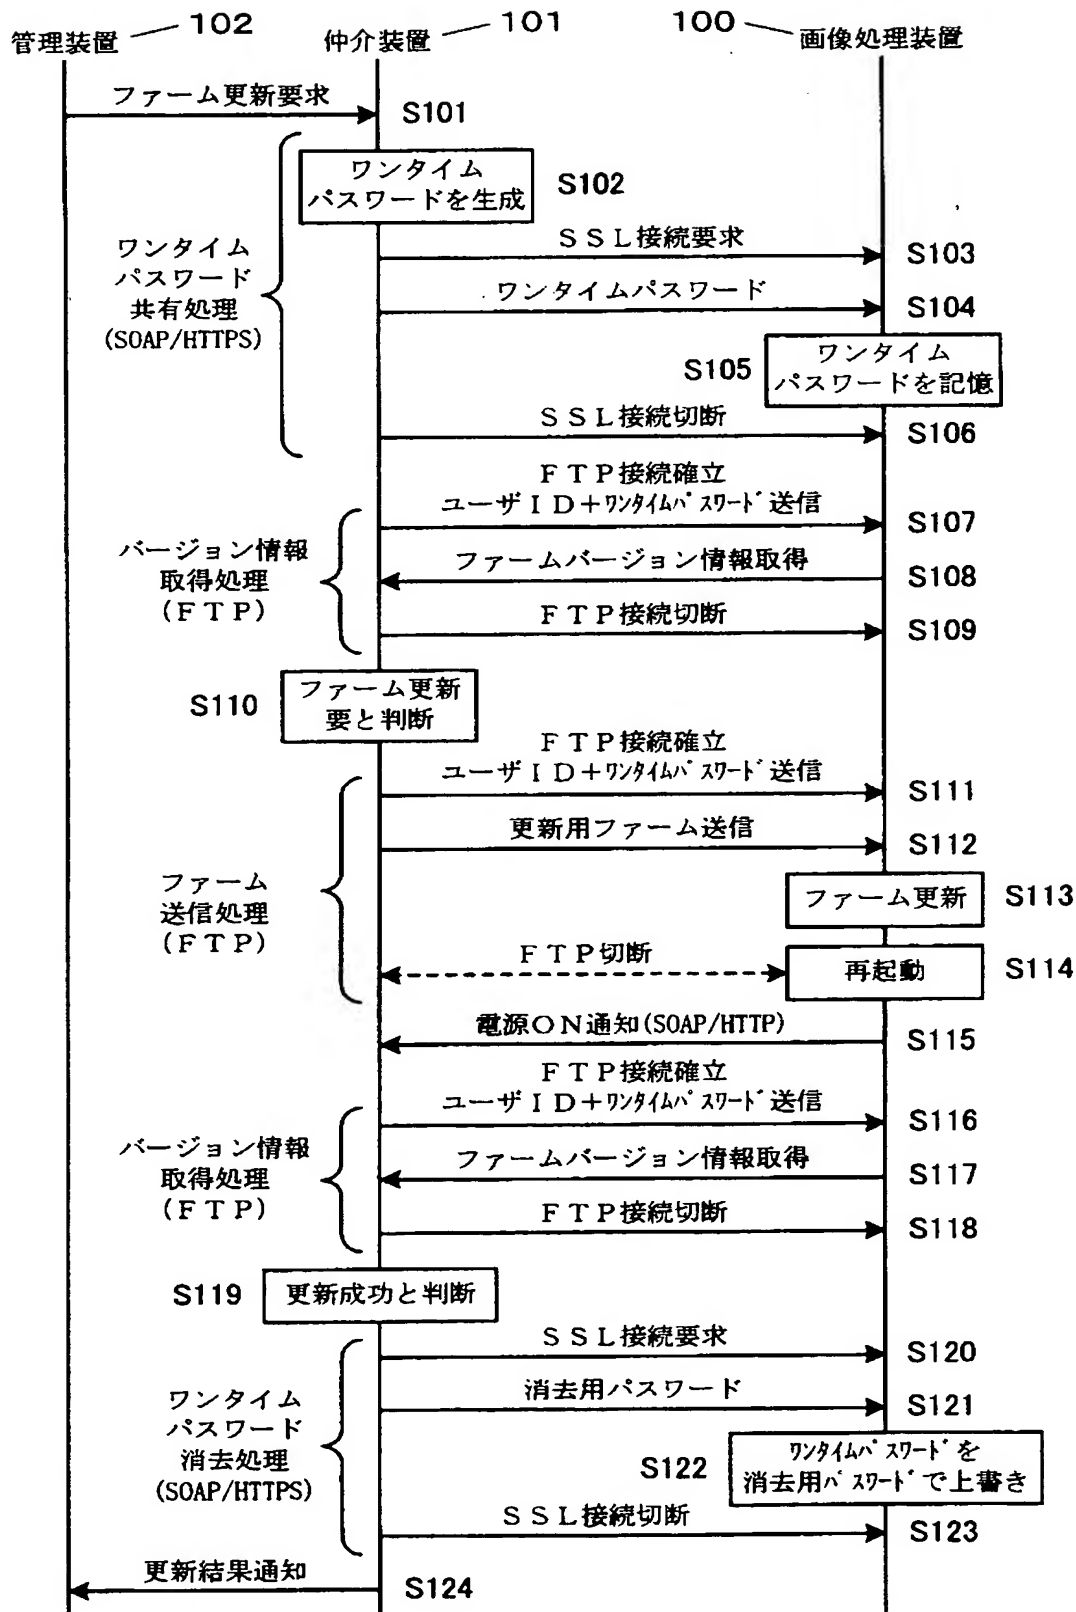 管理装置 102
仲介装置 101
100 画像処理装置
ファーム更新要求
S101
ワンタイム
パスワードを生成
S102
ワンタイム
パスワード
共有処理
(SOAP/HTTPS)
ＳＳＬ接続要求
S103
ワンタイムパスワード
S104
S105
ワンタイム
パスワードを記憶
ＳＳＬ接続切断
S106
ＦＴＰ接続確立
ユーザＩＤ＋ﾜﾝﾀｲﾑﾊﾟｽﾜｰﾄﾞ送信
S107
バージョン情報
取得処理
(ＦＴＰ)
ファームバージョン情報取得
S108
ＦＴＰ接続切断
S109
S110
ファーム更新
要と判断
ＦＴＰ接続確立
ユーザＩＤ＋ﾜﾝﾀｲﾑﾊﾟｽﾜｰﾄﾞ送信
S111
更新用ファーム送信
S112
ファーム
送信処理
(ＦＴＰ)
ファーム更新
S113
ＦＴＰ切断
再起動
S114
電源ＯＮ通知(SOAP/HTTP)
S115
ＦＴＰ接続確立
ユーザＩＤ＋ﾜﾝﾀｲﾑﾊﾟｽﾜｰﾄﾞ送信
S116
バージョン情報
取得処理
(ＦＴＰ)
ファームバージョン情報取得
S117
ＦＴＰ接続切断
S118
S119
更新成功と判断
ＳＳＬ接続要求
S120
消去用パスワード
S121
ワンタイム
パスワード
消去処理
(SOAP/HTTPS)
S122
ﾜﾝﾀｲﾑﾊﾟｽﾜｰﾄﾞを
消去用ﾊﾟｽﾜｰﾄﾞで上書き
ＳＳＬ接続切断
S123
更新結果通知
S124